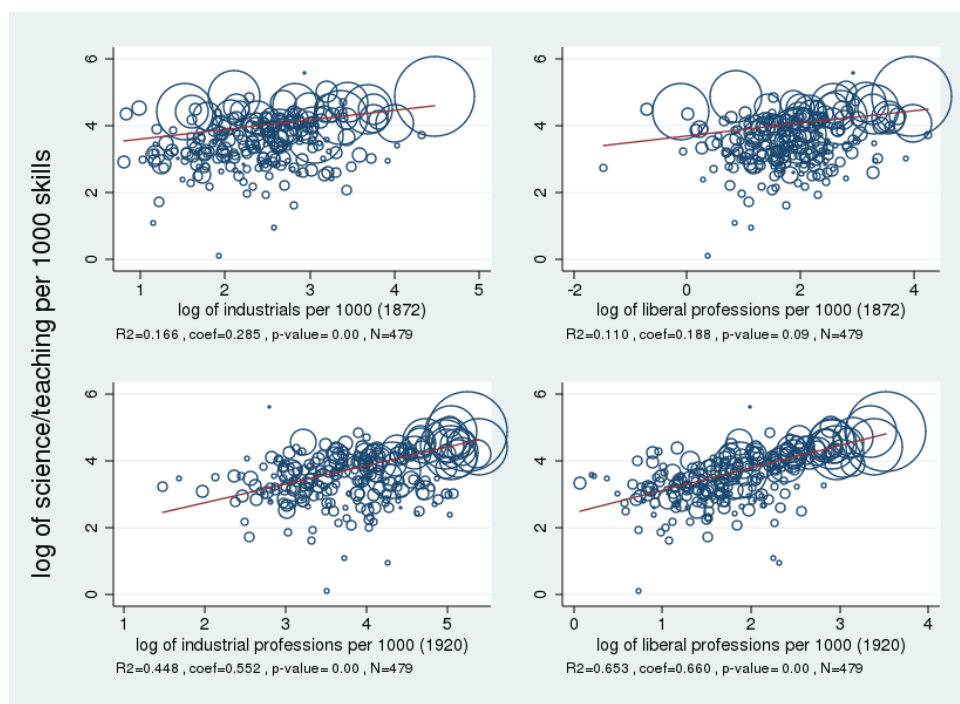 log of science/teaching per 1000 skills
6
4
2
0
1 2 3 4 5
log of industrials per 1000 (1872)
R2=0.166 , coef=0.285 , p-value= 0.00 , N=479
6
4
2
0
-2 0 2 4
log of liberal professions per 1000 (1872)
R2=0.110 , coef=0.188 , p-value= 0.09 , N=479
6
4
2
0
1 2 3 4 5
log of industrial professions per 1000 (1920)
R2=0.448 , coef=0.552 , p-value= 0.00 , N=479
6
4
2
0
0 1 2 3 4
log of liberal professions per 1000 (1920)
R2=0.653 , coef=0.660 , p-value= 0.00 , N=479